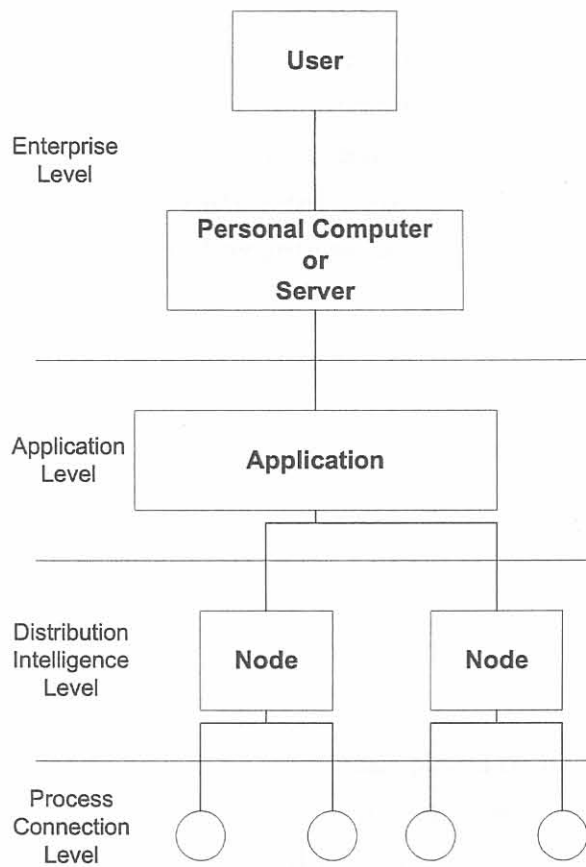 User
Enterprise
Level
Personal Computer
or
Server
Application
Level
Application
Distribution
Intelligence
Level
Node
Node
Process
Connection
Level